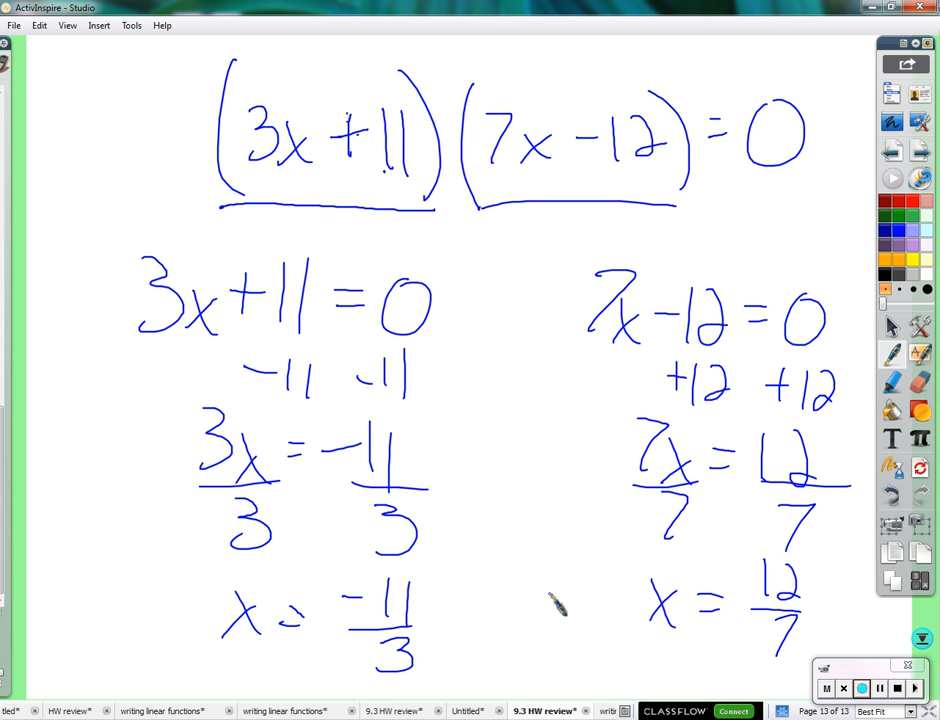 ActivInspire - Studio
File Edit View Insert Tools Help
(3x + 11) (7x - 12) = 0
3x + 11 = 0
-11 -11
3x = -11
3 3
x = -11/3
7x - 12 = 0
+12 +12
7x = 12
7 7
x = 12/7
M
tled* HW review* writing linear functions* writing linear functions* 9.3 HW review* Untitled* 9.3 HW review* writin CLASSFLOW Connect Page 13 of 13 Best Fit